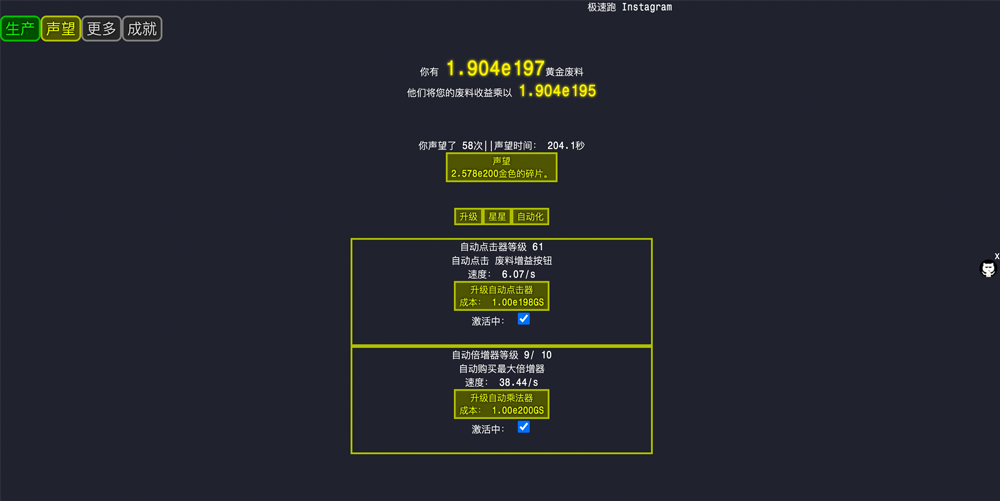 极速跑 Instagram
生产 声望 更多 成就
你有 1.904e197黄金废料
他们将您的废料收益乘以 1.904e195
你声望了 58次||声望时间: 204.1秒
声望
2.578e200金色的碎片。
升级 星星 自动化
自动点击器等级 61
自动点击 废料增益按钮
速度: 6.07/s
升级自动点击器
成本: 1.00e198GS
激活中:
自动倍增器等级 9/ 10
自动购买最大倍增器
速度: 38.44/s
升级自动乘法器
成本: 1.00e200GS
激活中:
x